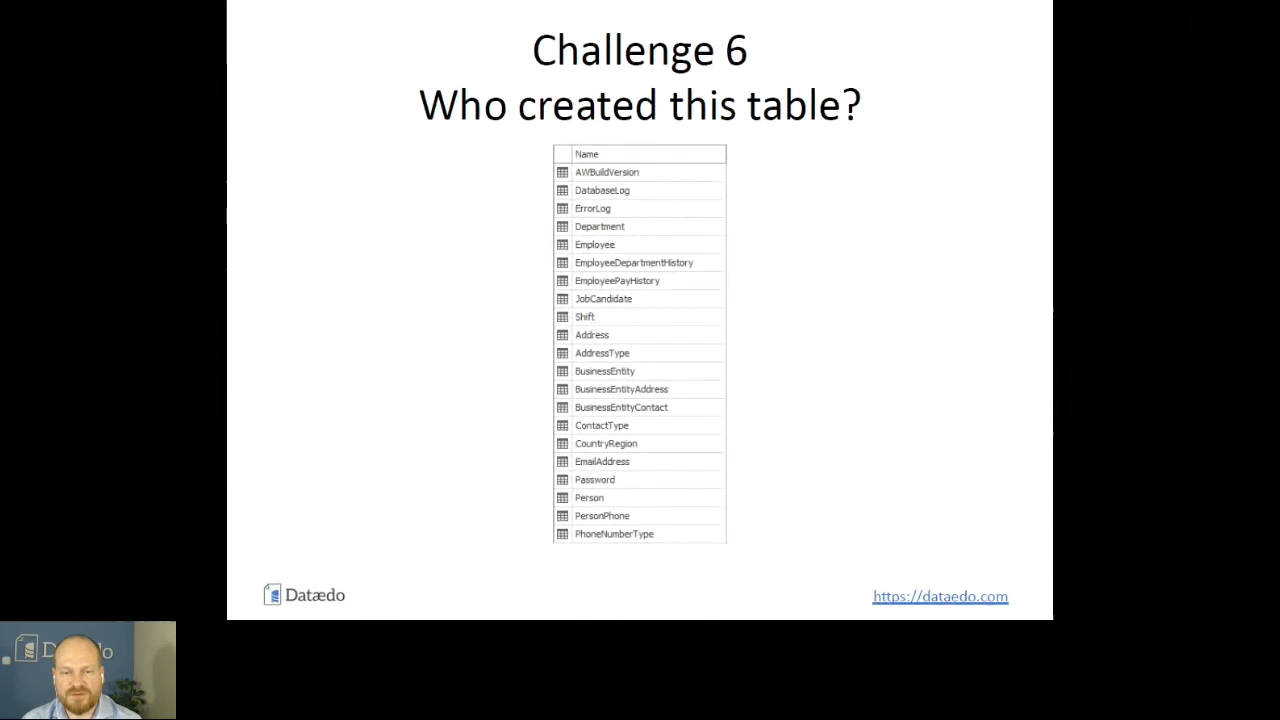 Challenge 6
Who created this table?
Name
AWBuildVersion
DatabaseLog
ErrorLog
Department
Employee
EmployeeDepartmentHistory
EmployeePayHistory
JobCandidate
Shift
Address
AddressType
BusinessEntity
BusinessEntityAddress
BusinessEntityContact
ContactType
CountryRegion
EmailAddress
Password
Person
PersonPhone
PhoneNumberType
Datædo
https://dataedo.com